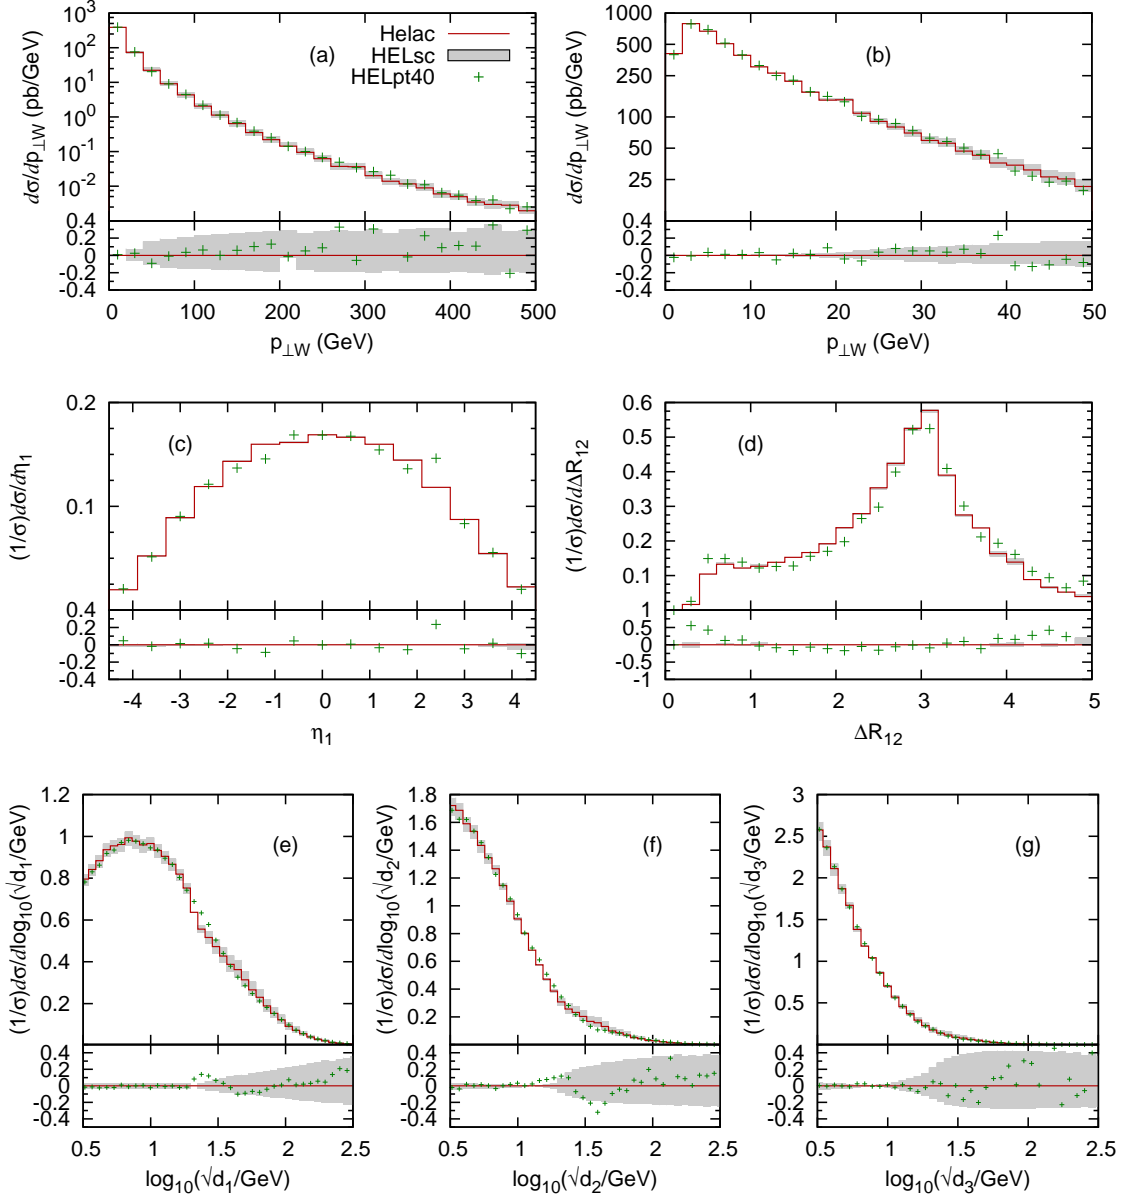 dσ/dp⊥W (pb/GeV)
10^3
10^2
10^1
10^0
10^-1
10^-2
(a)
Helac
HELsc
HELpt40
0.4
0.2
0
-0.2
-0.4
0 100 200 300 400 500
p⊥W (GeV)
dσ/dp⊥W (pb/GeV)
1000
500
250
100
50
25
(b)
0.4
0.2
0
-0.2
-0.4
0 10 20 30 40 50
p⊥W (GeV)
(1/σ)dσ/dη1
0.2
0.1
(c)
0.4
0.2
0
-0.2
-0.4
-4 -3 -2 -1 0 1 2 3 4
η1
(1/σ)dσ/dΔR12
0.6
0.5
0.4
0.3
0.2
0.1
(d)
1
0.5
0
-0.5
-1
0 1 2 3 4 5
ΔR12
(1/σ)dσ/dlog10(√d1/GeV)
1.2
1
0.8
0.6
0.4
0.2
(e)
0.4
0.2
0
-0.2
-0.4
0.5 1 1.5 2 2.5
log10(√d1/GeV)
(1/σ)dσ/dlog10(√d2/GeV)
1.8
1.6
1.4
1.2
1
0.8
0.6
0.4
0.2
(f)
0.4
0.2
0
-0.2
-0.4
0.5 1 1.5 2 2.5
log10(√d2/GeV)
(1/σ)dσ/dlog10(√d3/GeV)
3
2.5
2
1.5
1
0.5
(g)
0.4
0.2
0
-0.2
-0.4
0.5 1 1.5 2 2.5
log10(√d3/GeV)